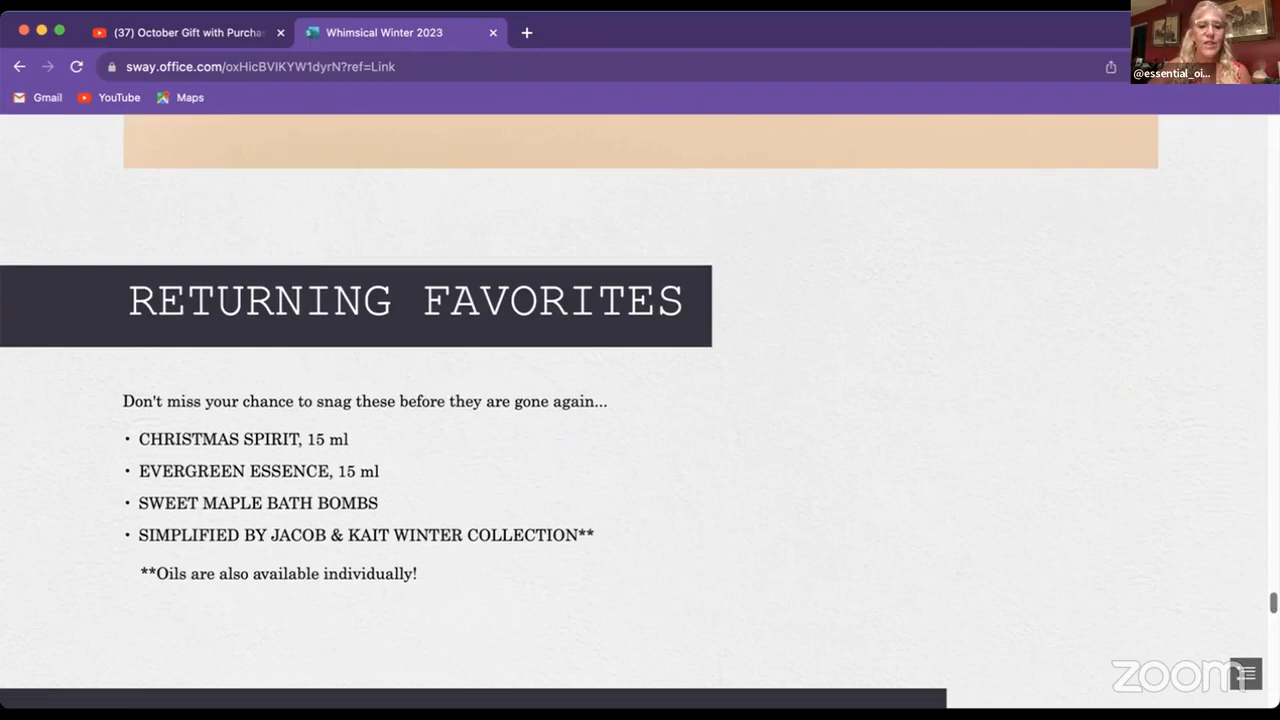 (37) October Gift with Purcha
Whimsical Winter 2023
sway.office.com/oxHicBVIKYW1dyrN?ref=Link
@essential_oi...
Gmail
YouTube
Maps
RETURNING FAVORITES
Don't miss your chance to snag these before they are gone again...
• CHRISTMAS SPIRIT, 15 ml
• EVERGREEN ESSENCE, 15 ml
• SWEET MAPLE BATH BOMBS
• SIMPLIFIED BY JACOB & KAIT WINTER COLLECTION**
**Oils are also available individually!
zoom